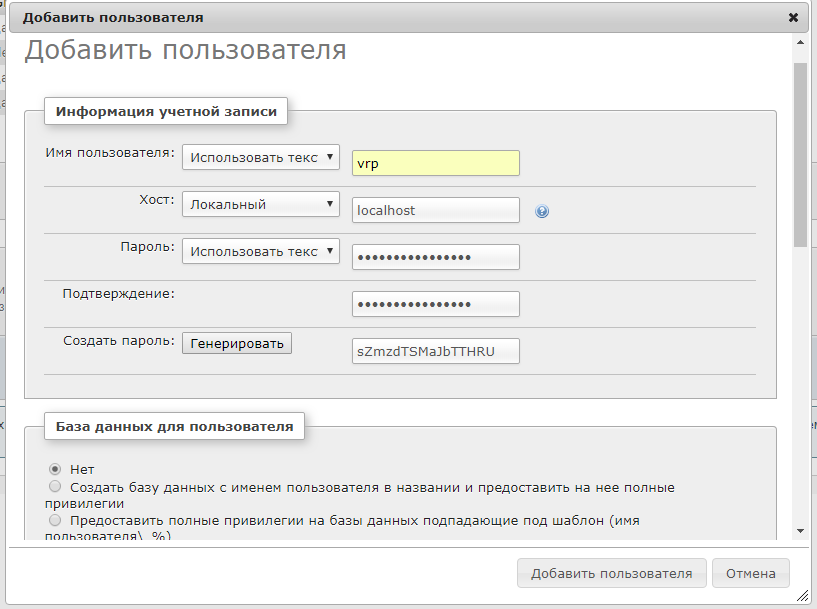 Добавить пользователя
Добавить пользователя
Информация учетной записи
Имя пользователя: Использовать текс vrp
Хост: Локальный localhost
Пароль: Использовать текс
Подтверждение:
Создать пароль: Генерировать sZmzdTSMaJbTTHRU
База данных для пользователя
Нет
Создать базу данных с именем пользователя в названии и предоставить на нее полные
привилегии
Предоставить полные привилегии на базы данных подпадающие под шаблон (имя
пользователя\_%)
Добавить пользователя Отмена